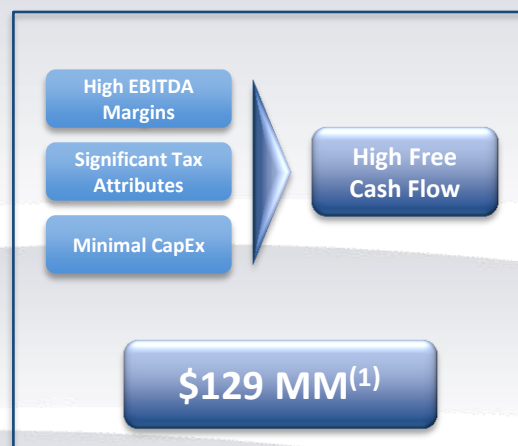 High EBITDA
Margins
Significant Tax
Attributes
Minimal CapEx
High Free
Cash Flow
$129 MM(1)